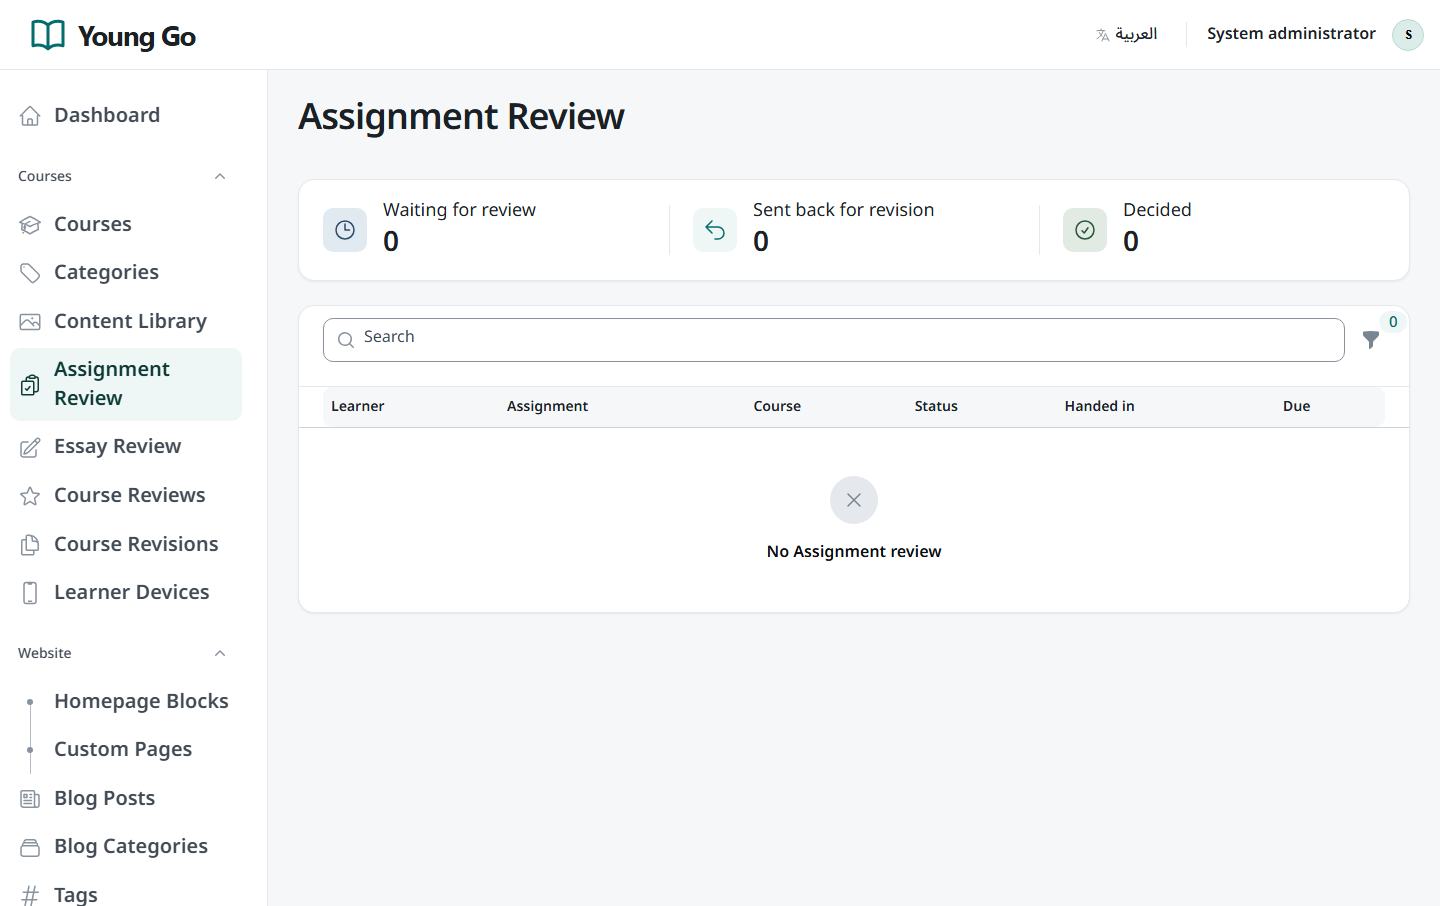 Young Go
العربية
System administrator
S
Dashboard
Courses
Courses
Categories
Content Library
Assignment
Review
Essay Review
Course Reviews
Course Revisions
Learner Devices
Website
Homepage Blocks
Custom Pages
Blog Posts
Blog Categories
Tags
Assignment Review
Waiting for review
0
Sent back for revision
0
Decided
0
Search
0
Learner Assignment Course Status Handed in Due
No Assignment review